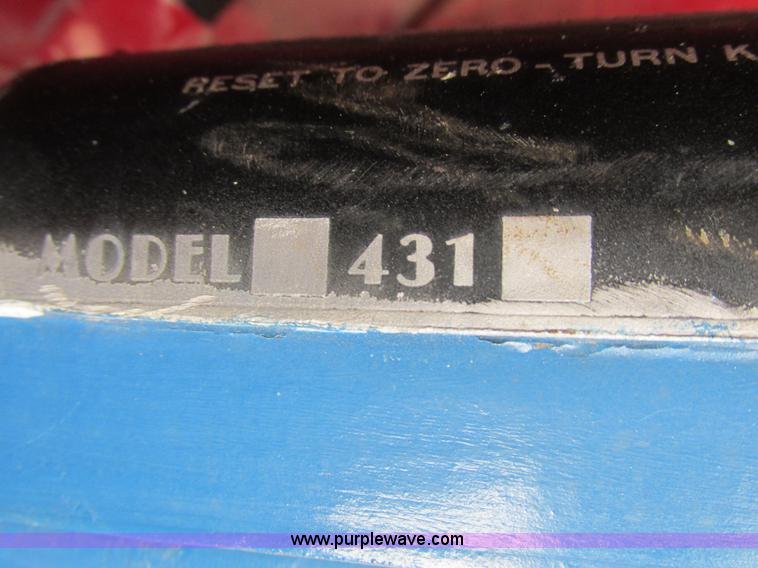 RESET TO ZERO - TURN K
MODEL 431
www.purplewave.com